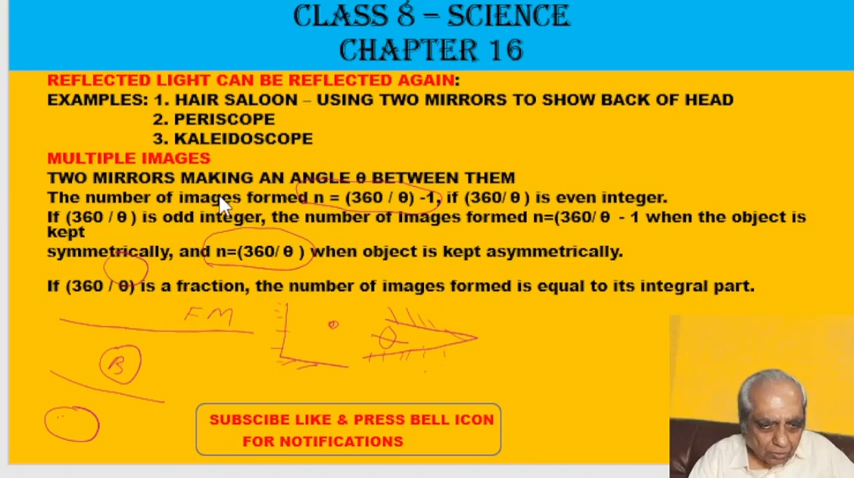 CLASS 8 – SCIENCE
CHAPTER 16
REFLECTED LIGHT CAN BE REFLECTED AGAIN:
EXAMPLES: 1. HAIR SALOON – USING TWO MIRRORS TO SHOW BACK OF HEAD
2. PERISCOPE
3. KALEIDOSCOPE
MULTIPLE IMAGES
TWO MIRRORS MAKING AN ANGLE θ BETWEEN THEM
The number of images formed n = (360 / θ) -1, if (360/ θ ) is even integer.
If (360 / θ ) is odd integer, the number of images formed n=(360/ θ - 1 when the object is
kept
symmetrically, and n=(360/ θ ) when object is kept asymmetrically.
If (360 / θ) is a fraction, the number of images formed is equal to its integral part.
F M
B
SUBSCIBE LIKE & PRESS BELL ICON
FOR NOTIFICATIONS